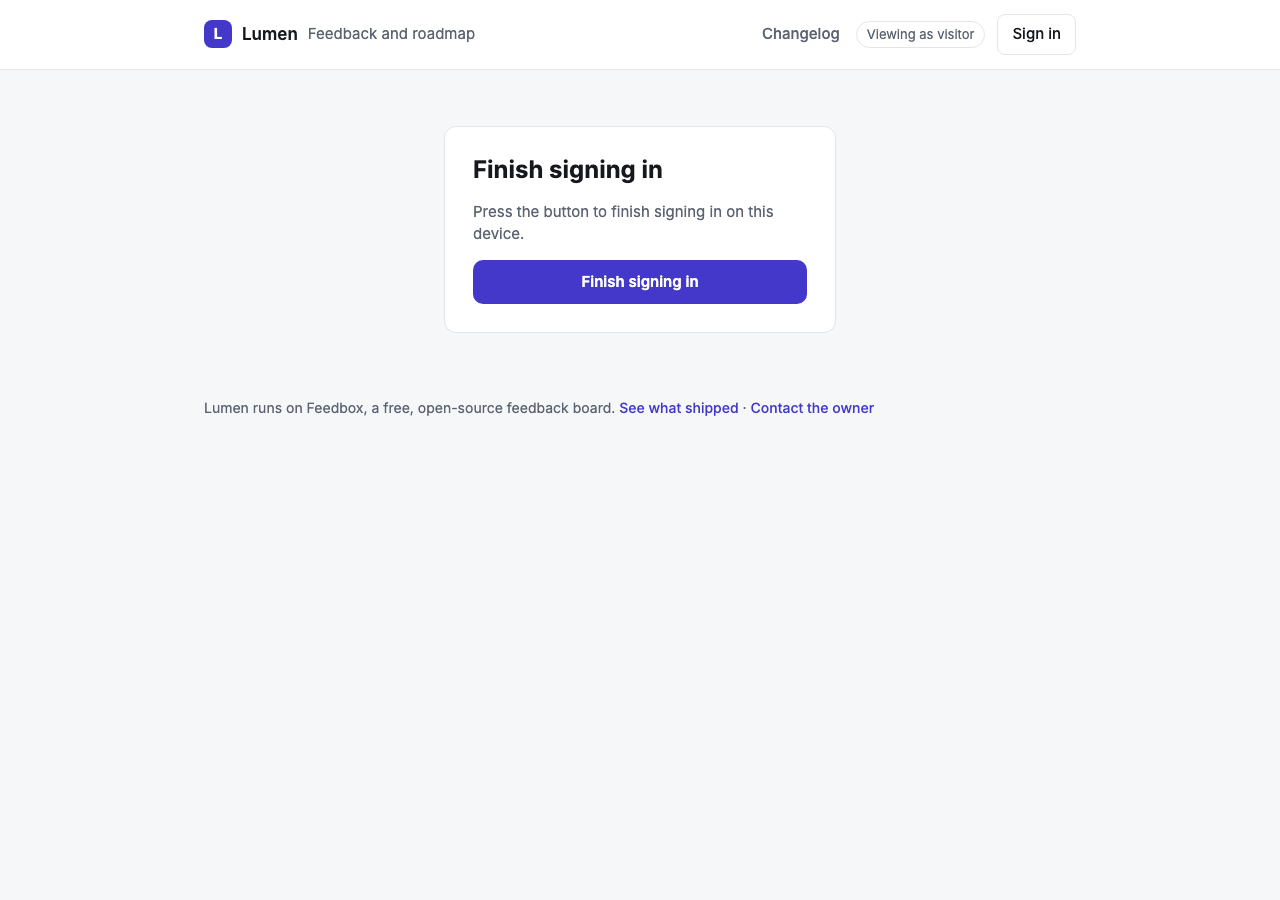 L Lumen Feedback and roadmap Changelog Viewing as visitor Sign in
Finish signing in
Press the button to finish signing in on this
device.
Finish signing in
Lumen runs on Feedbox, a free, open-source feedback board. See what shipped · Contact the owner